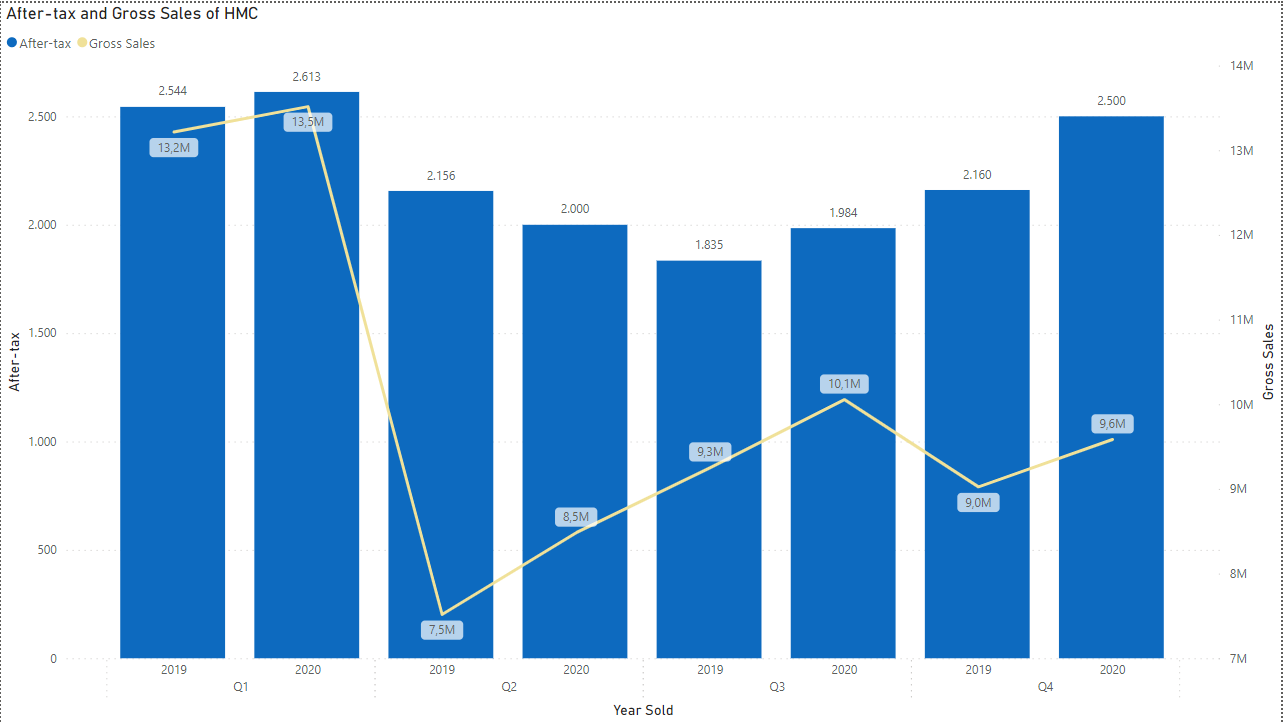 After-tax and Gross Sales of HMC
After-tax Gross Sales
14M
2.613
2.544
2.500
2.500
13,5M
13,2M
13M
2.156
2.160
2.000
1.984
2.000
12M
1.835
1.500
11M
After-tax
Gross Sales
10,1M
10M
9,6M
1.000
9,3M
9M
9,0M
8,5M
500
8M
7,5M
0
7M
2019 2020 2019 2020 2019 2020 2019 2020
Q1 Q2 Q3 Q4
Year Sold